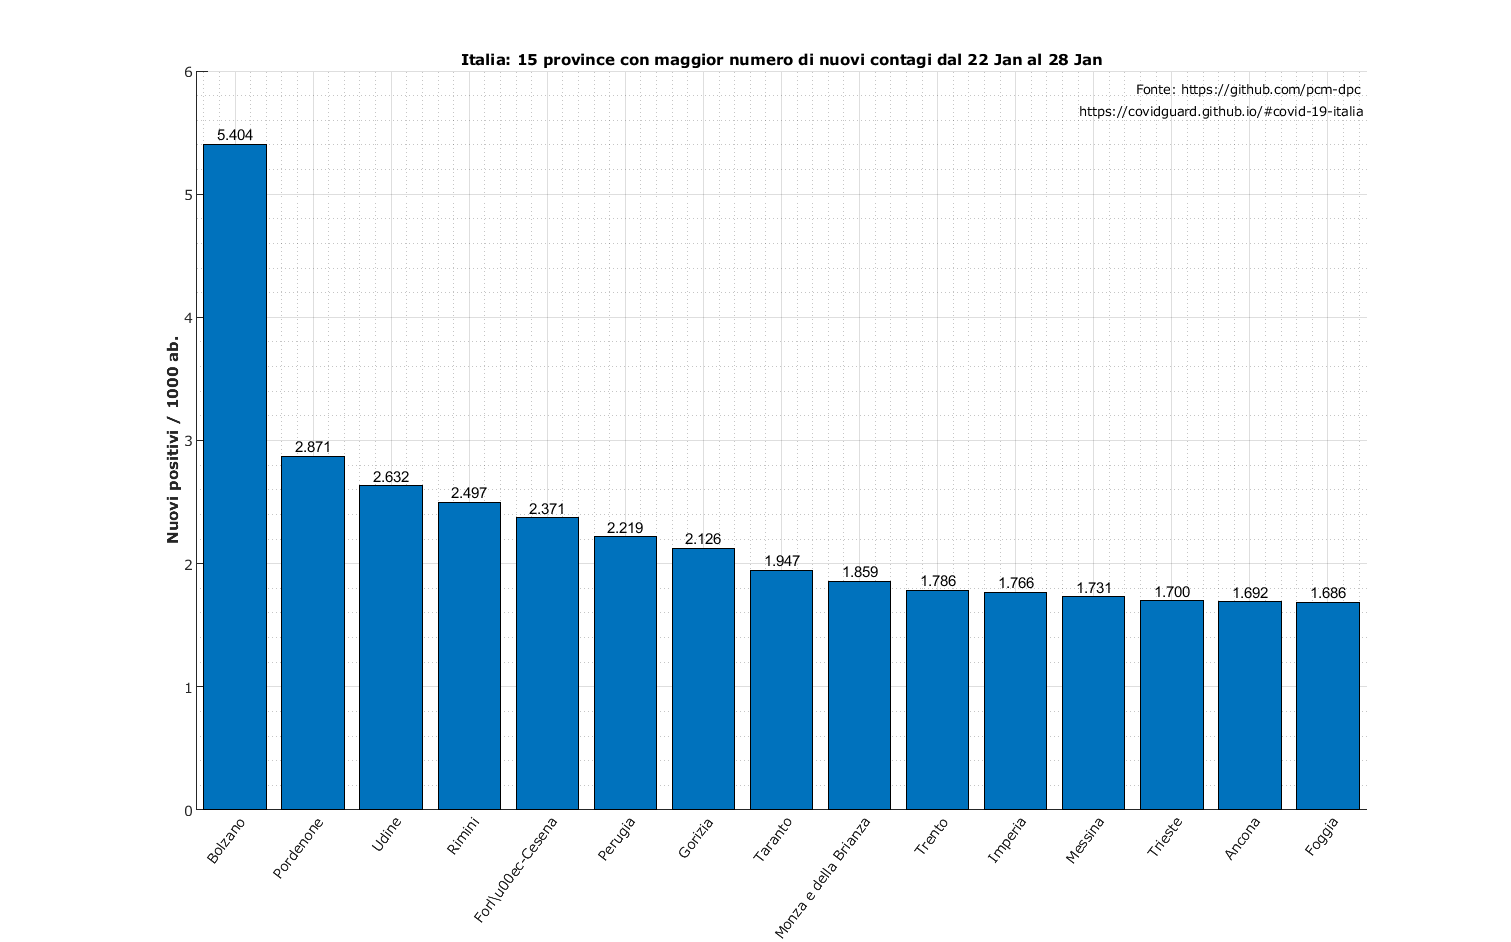 Italia: 15 province con maggior numero di nuovi contagi dal 22 Jan al 28 Jan
Fonte: https://github.com/pcm-dpc
https://covidguard.github.io/#covid-19-italia
Nuovi positivi / 1000 ab.
6
5
4
3
2
1
0
5.404
2.871
2.632
2.497
2.371
2.219
2.126
1.947
1.859
1.786
1.766
1.731
1.700
1.692
1.686
Bolzano
Pordenone
Udine
Rimini
Forl\u00ec-Cesena
Perugia
Gorizia
Taranto
Monza e della Brianza
Trento
Imperia
Messina
Trieste
Ancona
Foggia